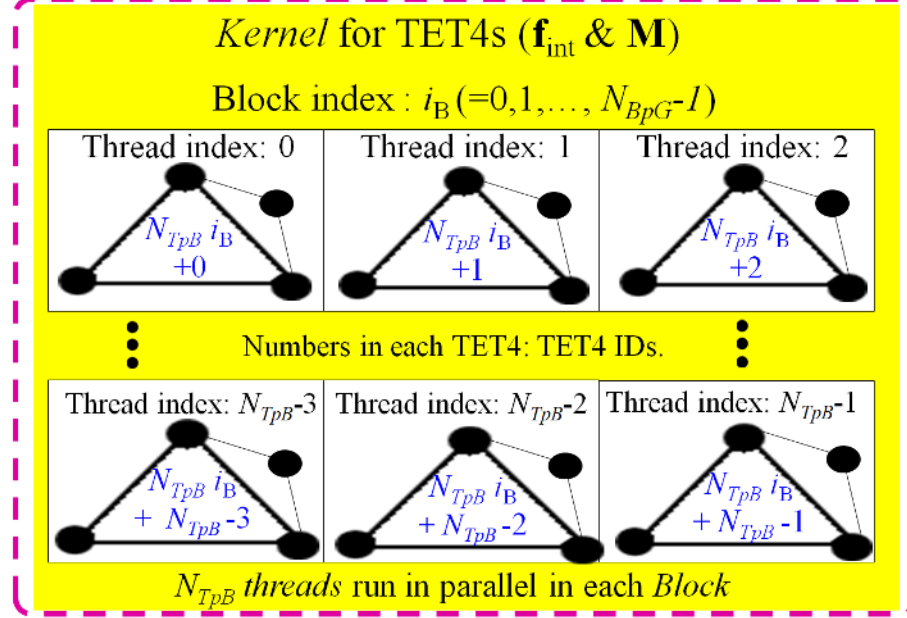 Kernel for TET4s (f_int & M)
Block index : i_B (=0,1,..., N_BpG-1)
Thread index: 0
N_TpB i_B
+0
Thread index: 1
N_TpB i_B
+1
Thread index: 2
N_TpB i_B
+2
Numbers in each TET4: TET4 IDs.
Thread index: N_TpB-3
N_TpB i_B
+ N_TpB-3
Thread index: N_TpB-2
N_TpB i_B
+ N_TpB-2
Thread index: N_TpB-1
N_TpB i_B
+ N_TpB-1
N_TpB threads run in parallel in each Block